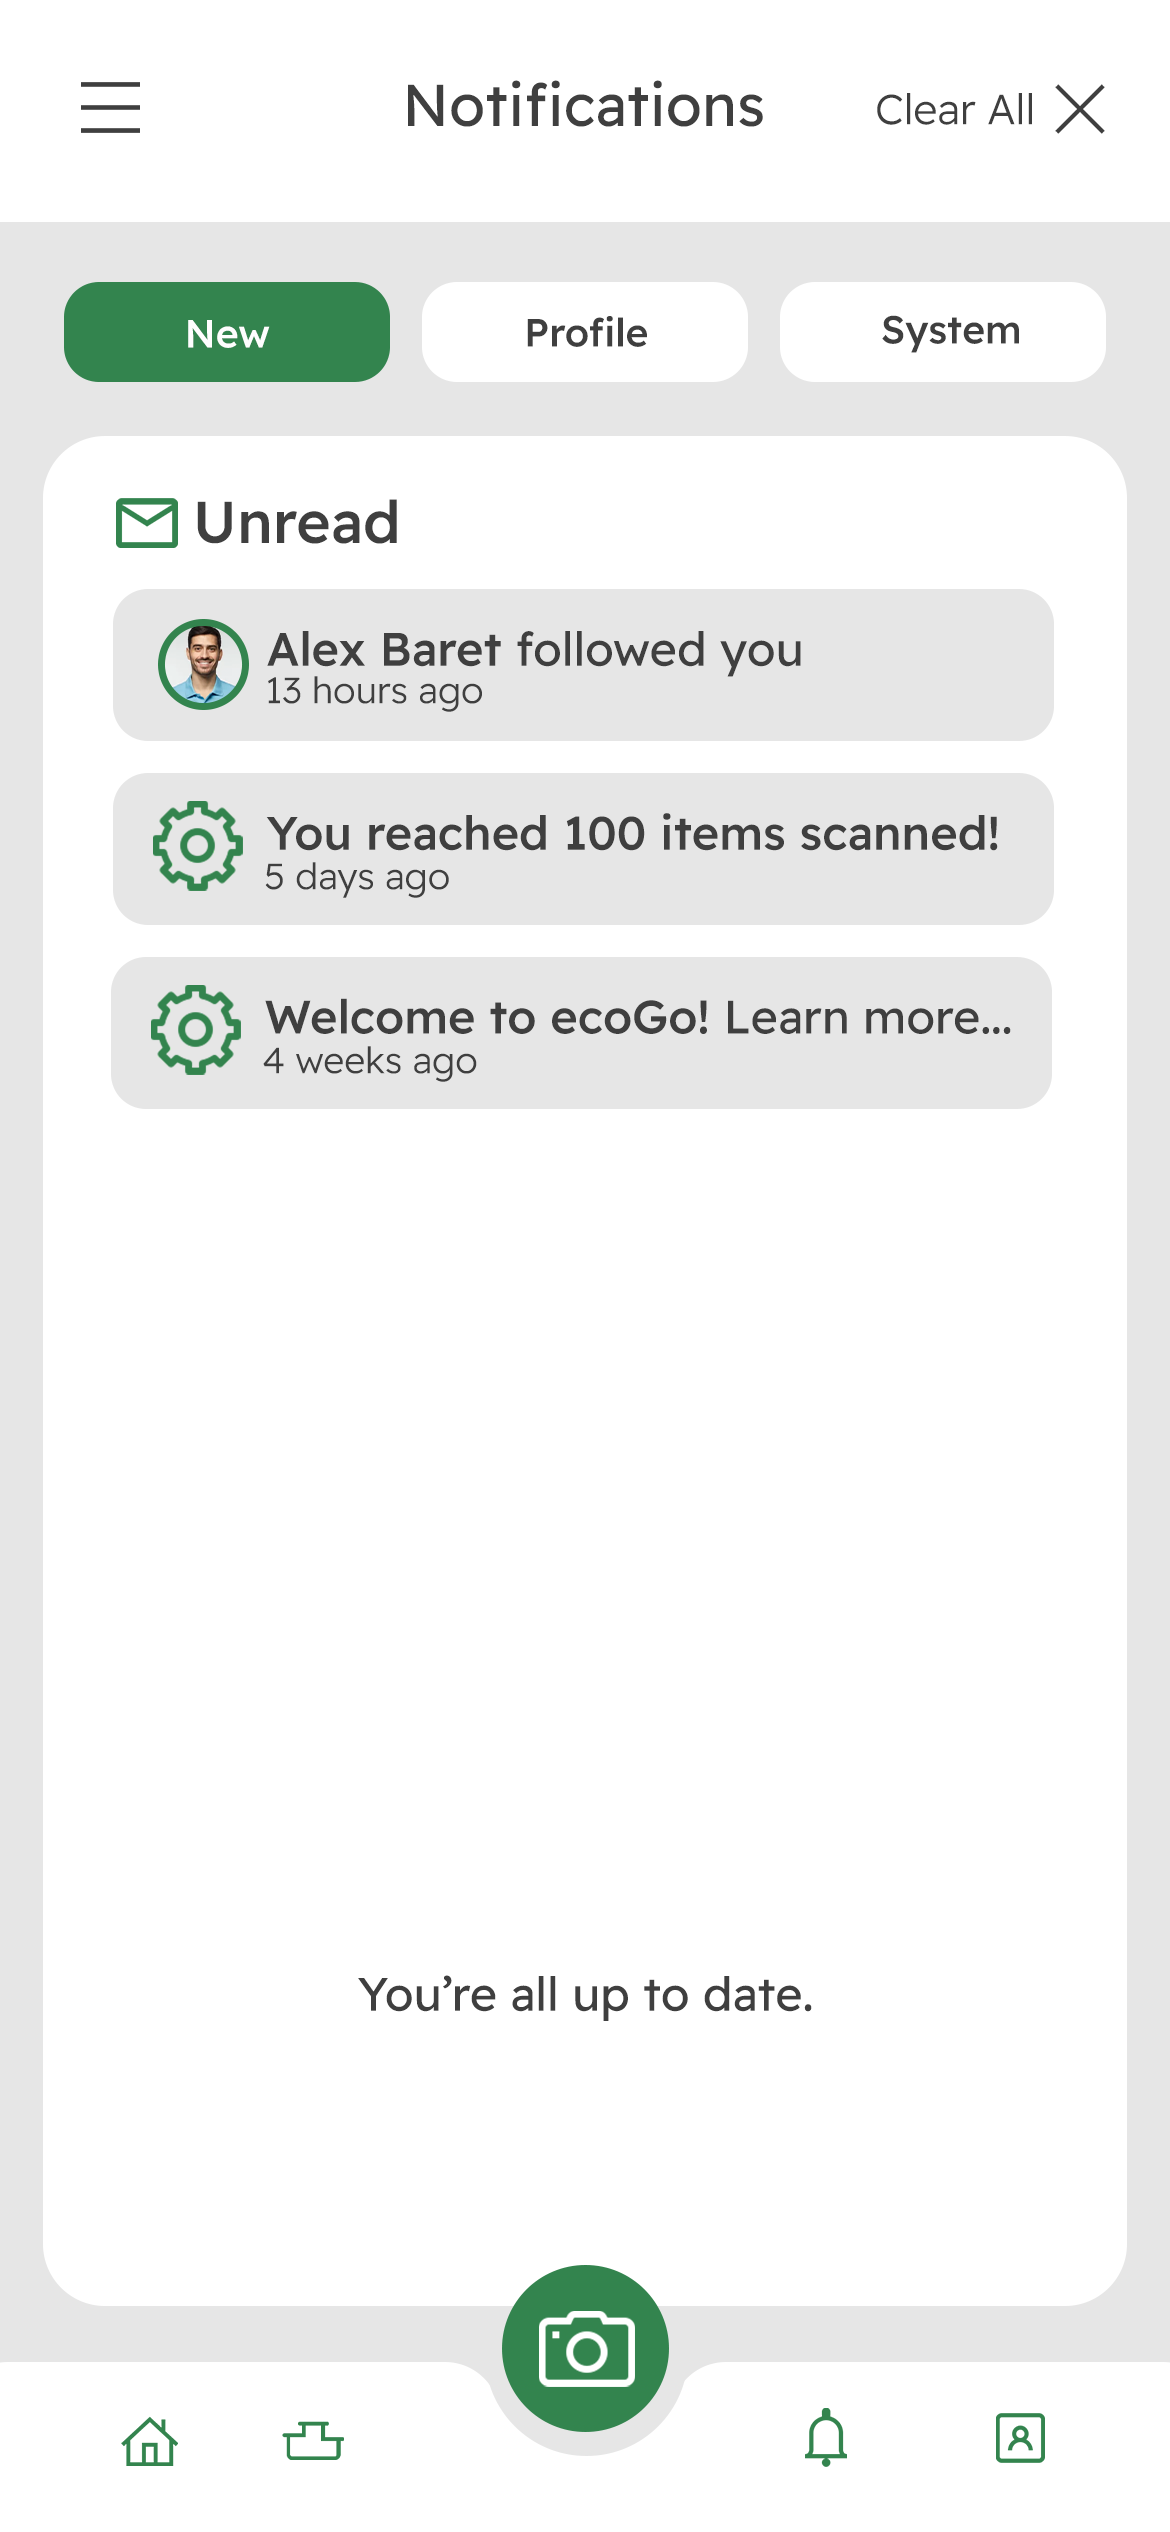 Notifications
Clear All
New
Profile
System
Unread
Alex Baret followed you
13 hours ago
You reached 100 items scanned!
5 days ago
Welcome to ecoGo! Learn more...
4 weeks ago
You’re all up to date.